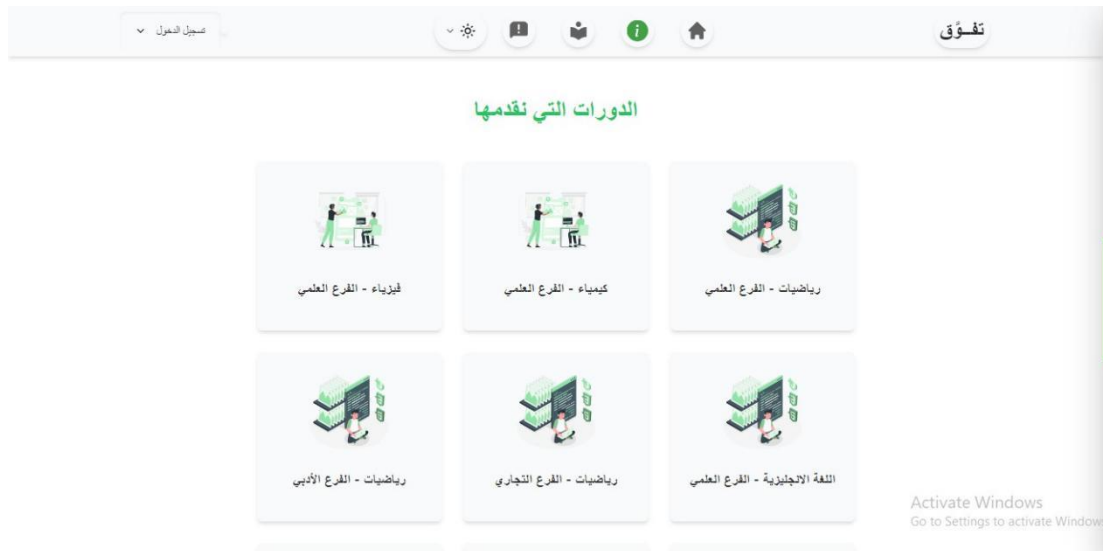 تفــوَّق
تسجيل الدخول
الدورات التي نقدمها
رياضيات - الفرع العلمي
كيمياء - الفرع العلمي
فيزياء - الفرع العلمي
اللغة الانجليزية - الفرع العلمي
رياضيات - الفرع التجاري
رياضيات - الفرع الأدبي
Activate Windows
Go to Settings to activate Window